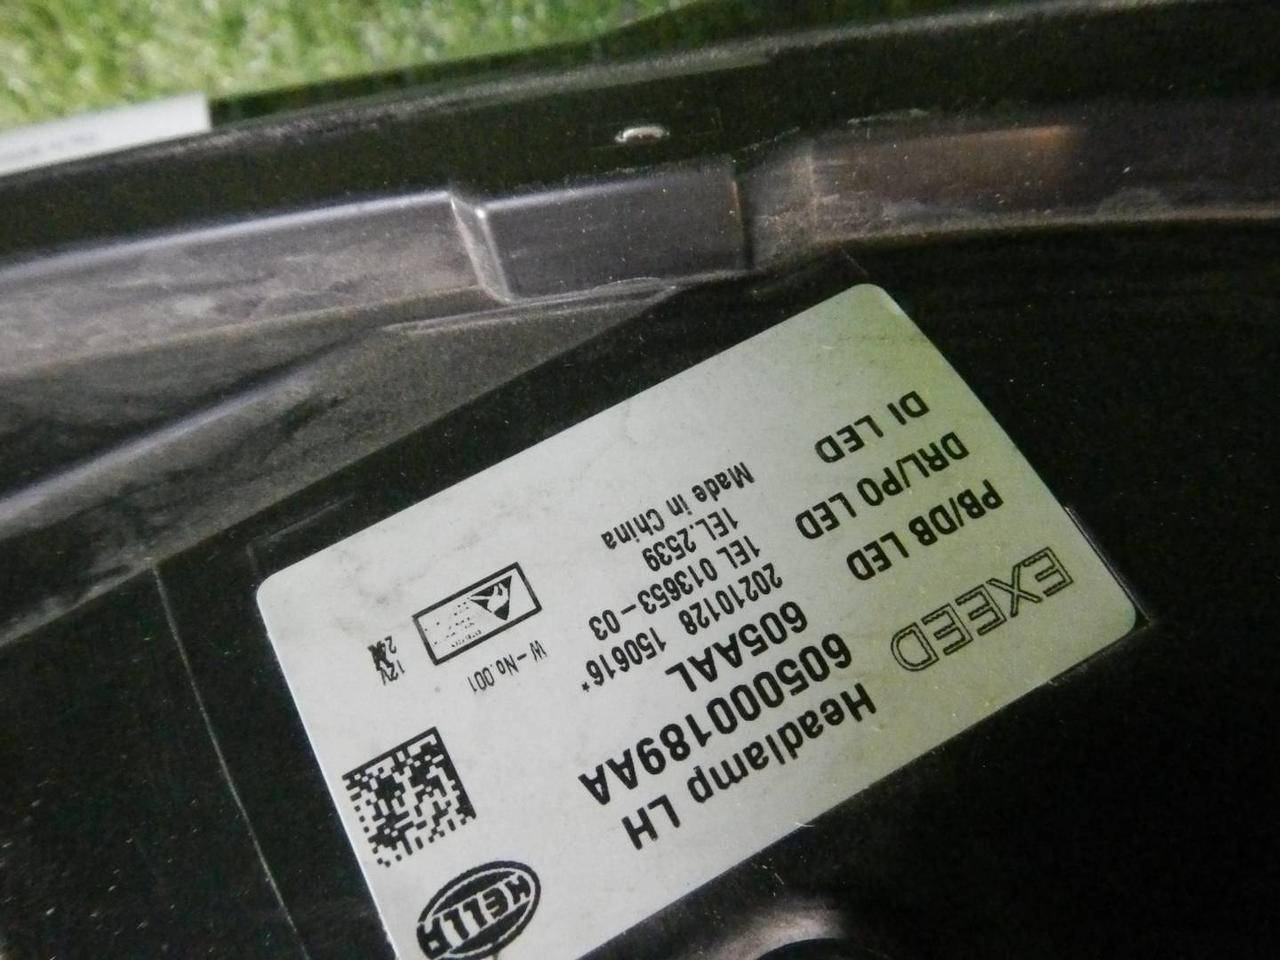 HELLA
Headlamp LH
EXEED
605000189AA
605AAL
PB/DB LED
20210128 150616*
DRL/PO LED
1EL 013653-03
DI LED
1EL.2539
Made in China
W-No.001
12V